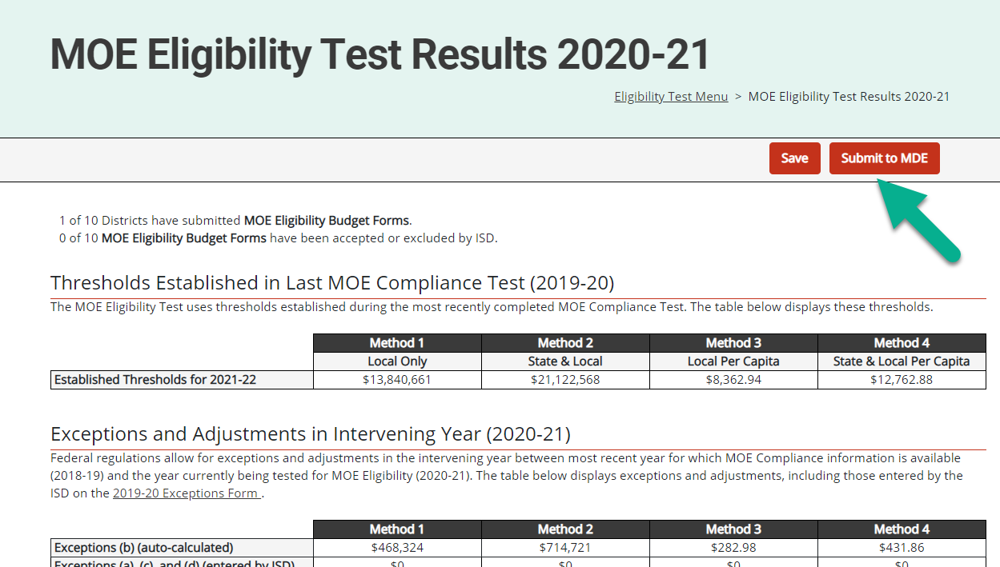 MOE Eligibility Test Results 2020-21
Eligibility Test Menu > MOE Eligibility Test Results 2020-21
Save Submit to MDE
1 of 10 Districts have submitted MOE Eligibility Budget Forms.
0 of 10 MOE Eligibility Budget Forms have been accepted or excluded by ISD.
Thresholds Established in Last MOE Compliance Test (2019-20)
The MOE Eligibility Test uses thresholds established during the most recently completed MOE Compliance Test. The table below displays these thresholds.
Method 1 Method 2 Method 3 Method 4
Local Only State & Local Local Per Capita State & Local Per Capita
Established Thresholds for 2021-22 $13,840,661 $21,122,568 $8,362.94 $12,762.88
Exceptions and Adjustments in Intervening Year (2020-21)
Federal regulations allow for exceptions and adjustments in the intervening year between most recent year for which MOE Compliance information is available
(2018-19) and the year currently being tested for MOE Eligibility (2020-21). The table below displays exceptions and adjustments, including those entered by the
ISD on the 2019-20 Exceptions Form .
Method 1 Method 2 Method 3 Method 4
Exceptions (b) (auto-calculated) $468,324 $714,721 $282.98 $431.86
Exceptions (a), (c), and (d) (entered by ISD) $0 $0 $0 $0